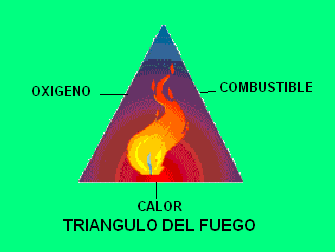 OXIGENO
COMBUSTIBLE
CALOR
TRIANGULO DEL FUEGO